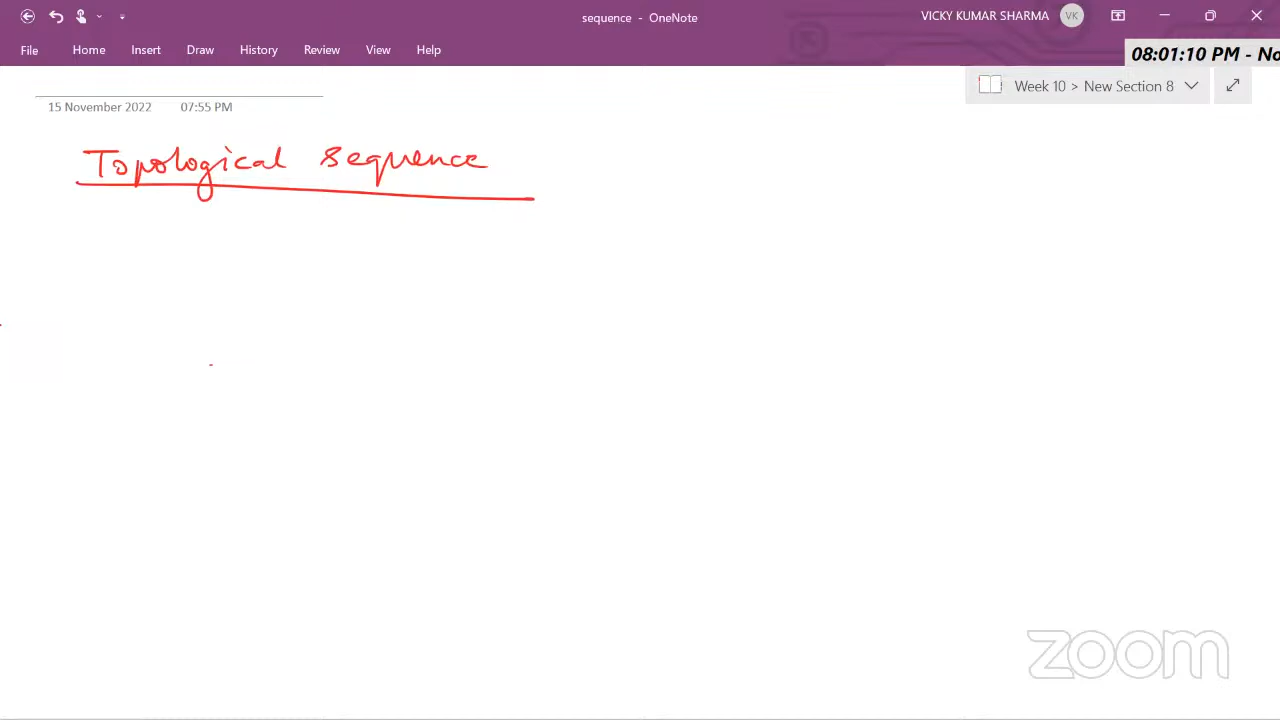 sequence - OneNote
VICKY KUMAR SHARMA VK
File Home Insert Draw History Review View Help
08:01:10 PM - No
Week 10 > New Section 8
15 November 2022 07:55 PM
Topological sequence
zoom